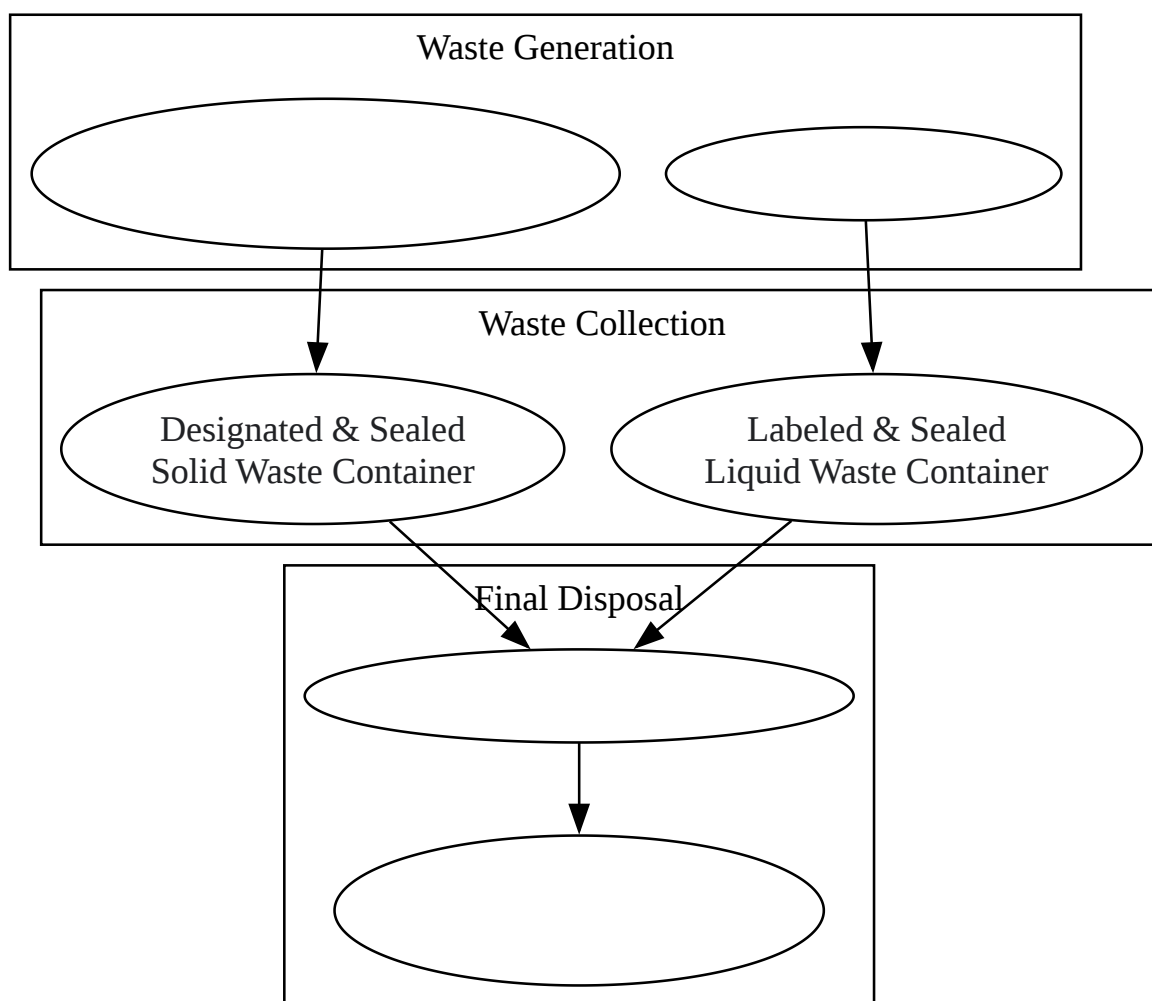 Waste Generation
Waste Collection
Designated & Sealed
Solid Waste Container
Labeled & Sealed
Liquid Waste Container
Final Disposal